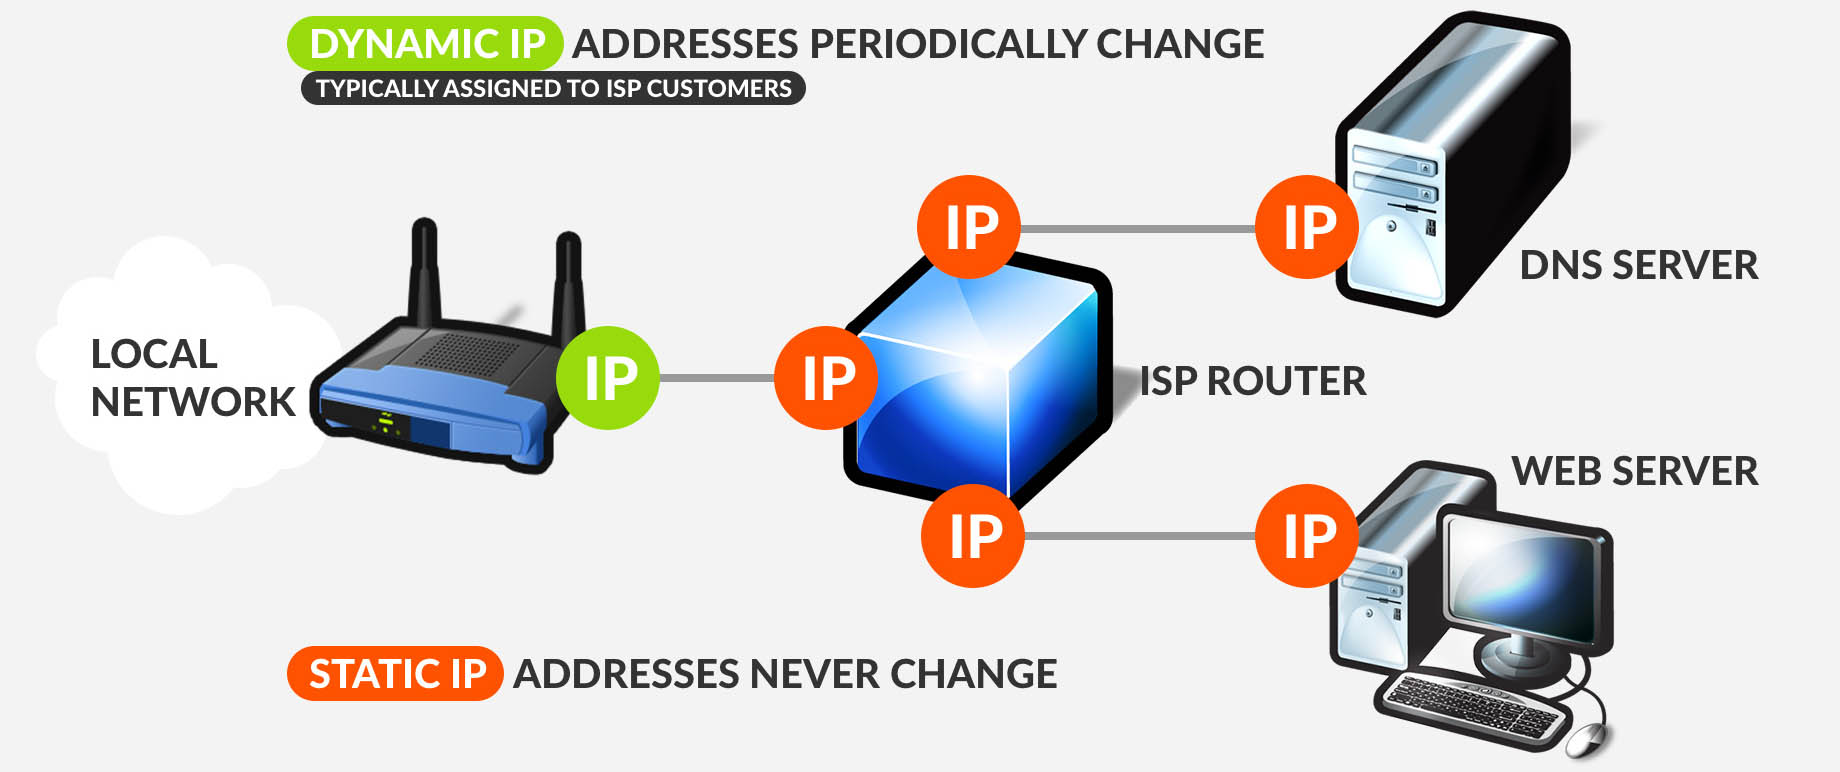 DYNAMIC IP ADDRESSES PERIODICALLY CHANGE
TYPICALLY ASSIGNED TO ISP CUSTOMERS
IP
IP
DNS SERVER
LOCAL
NETWORK
IP
IP
ISP ROUTER
WEB SERVER
IP
IP
STATIC IP ADDRESSES NEVER CHANGE